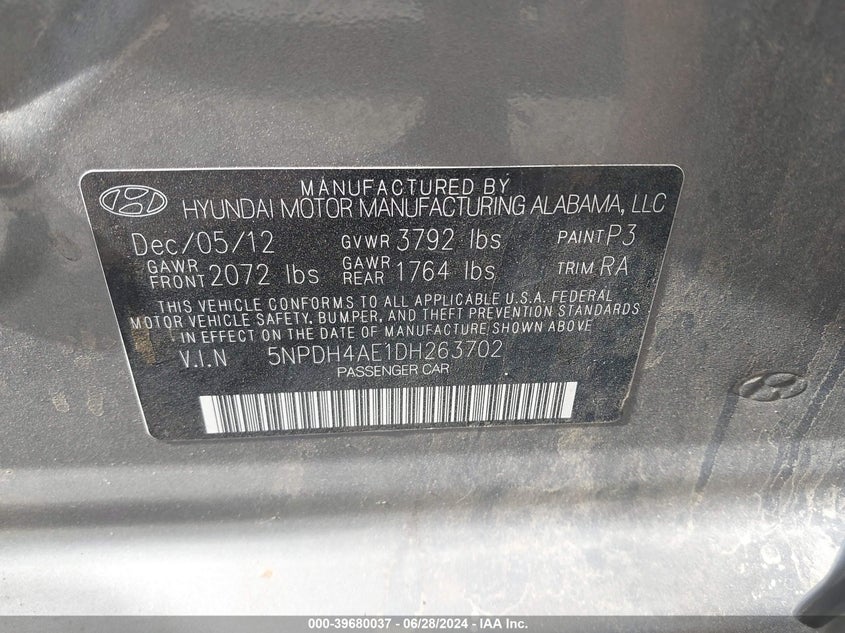 MANUFACTURED BY
HYUNDAI MOTOR MANUFACTURING ALABAMA, LLC
Dec/05/12 GVWR 3792 lbs PAINT P3
GAWR FRONT 2072 lbs GAWR REAR 1764 lbs TRIM RA
THIS VEHICLE CONFORMS TO ALL APPLICABLE U.S.A. FEDERAL
MOTOR VEHICLE SAFETY, BUMPER, AND THEFT PREVENTION STANDARDS
IN EFFECT ON THE DATE OF MANUFACTURE SHOWN ABOVE
V.I.N 5NPDH4AE1DH263702
PASSENGER CAR
000-39680037 - 06/28/2024 - IAA Inc.